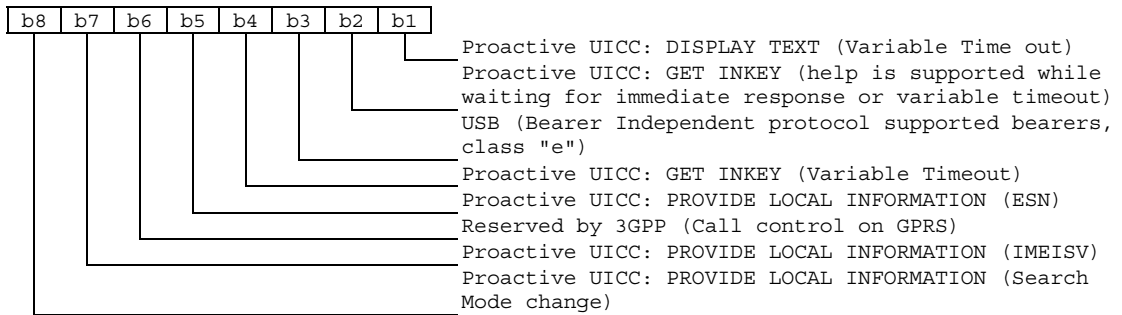 b8 b7 b6 b5 b4 b3 b2 b1
Proactive UICC: DISPLAY TEXT (Variable Time out)
Proactive UICC: GET INKEY (help is supported while
waiting for immediate response or variable timeout)
USB (Bearer Independent protocol supported bearers,
class "e")
Proactive UICC: GET INKEY (Variable Timeout)
Proactive UICC: PROVIDE LOCAL INFORMATION (ESN)
Reserved by 3GPP (Call control on GPRS)
Proactive UICC: PROVIDE LOCAL INFORMATION (IMEISV)
Proactive UICC: PROVIDE LOCAL INFORMATION (Search
Mode change)